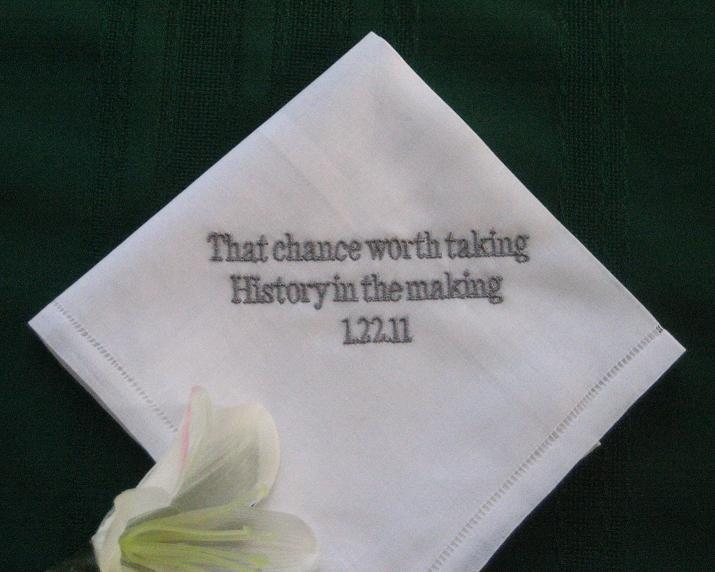 That chance worth taking
History in the making
1.22.11